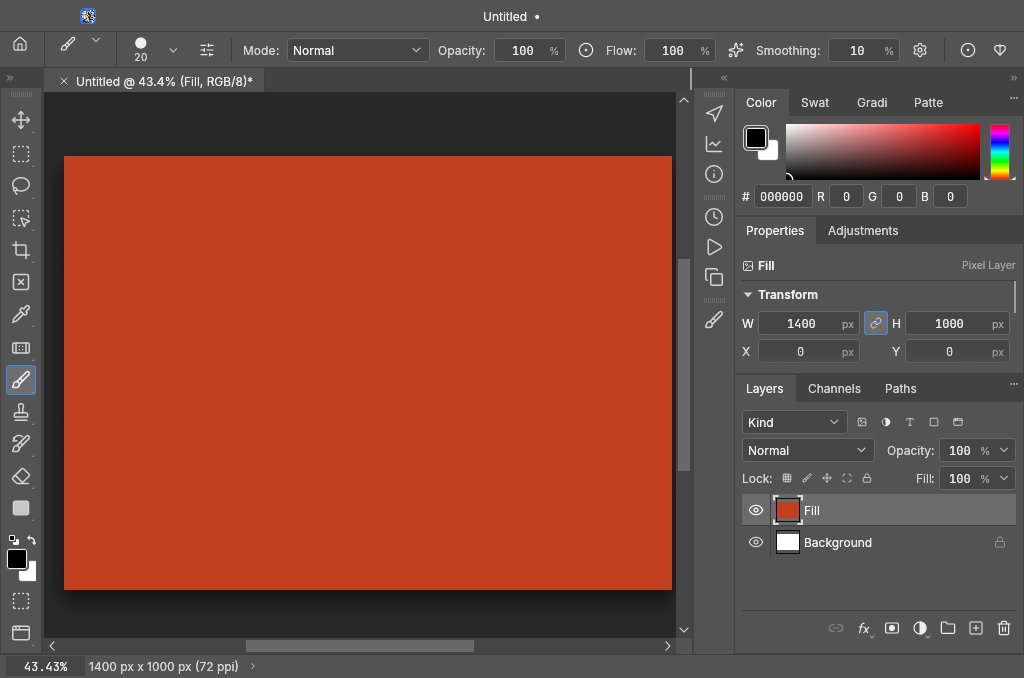 Untitled •
20
Mode: Normal Opacity: 100 % Flow: 100 % Smoothing: 10 %
Untitled @ 43.4% (Fill, RGB/8)*
Color Swat Gradi Patte
# 000000 R 0 G 0 B 0
Properties Adjustments
Fill Pixel Layer
Transform
W 1400 px H 1000 px
X 0 px Y 0 px
Layers Channels Paths
Kind T
Normal Opacity: 100 %
Lock: Fill: 100 %
Fill
Background
fx
43.43% 1400 px x 1000 px (72 ppi)